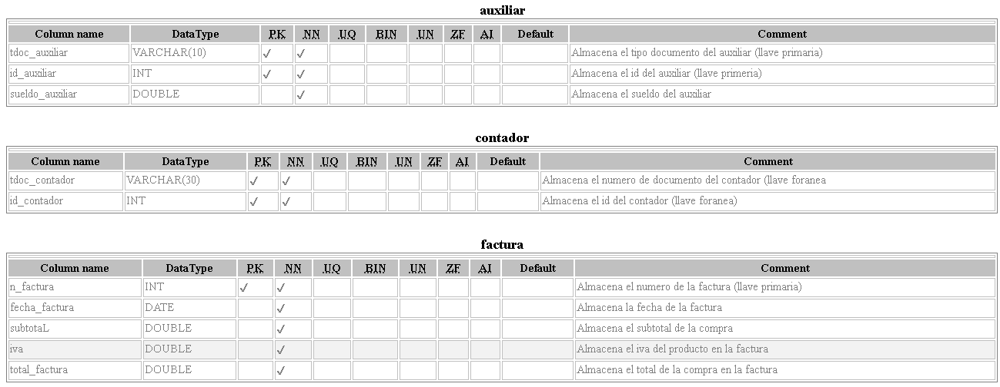 auxiliar
Column name DataType PK NN UQ BIN UN ZF AI Default Comment
tdoc_auxiliar VARCHAR(10) ✓ ✓ Almacena el tipo documento del auxiliar (llave primaria)
id_auxiliar INT ✓ ✓ Almacena el id del auxiliar (llave primeria)
sueldo_auxiliar DOUBLE ✓ Almacena el sueldo del auxiliar
contador
Column name DataType PK NN UQ BIN UN ZF AI Default Comment
tdoc_contador VARCHAR(30) ✓ ✓ Almacena el numero de documento del contador (llave foranea
id_contador INT ✓ ✓ Almacena el id del contador (llave foranea)
factura
Column name DataType PK NN UQ BIN UN ZF AI Default Comment
n_factura INT ✓ ✓ Almacena el numero de la factura (llave primaria)
fecha_factura DATE ✓ Almacena la fecha de la factura
subtotaL DOUBLE ✓ Almacena el subtotal de la compra
iva DOUBLE ✓ Almacena el iva del producto en la factura
total_factura DOUBLE ✓ Almacena el total de la compra en la factura